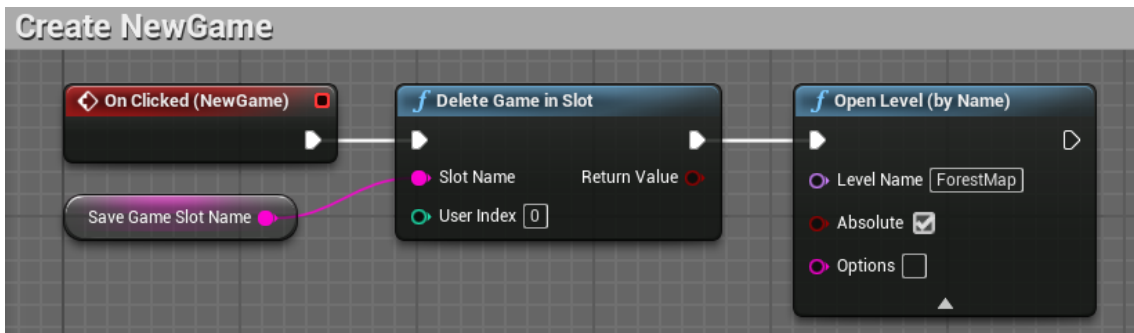 Create NewGame
On Clicked (NewGame)
Save Game Slot Name
Delete Game in Slot
Slot Name
Return Value
User Index 0
Open Level (by Name)
Level Name ForestMap
Absolute
Options